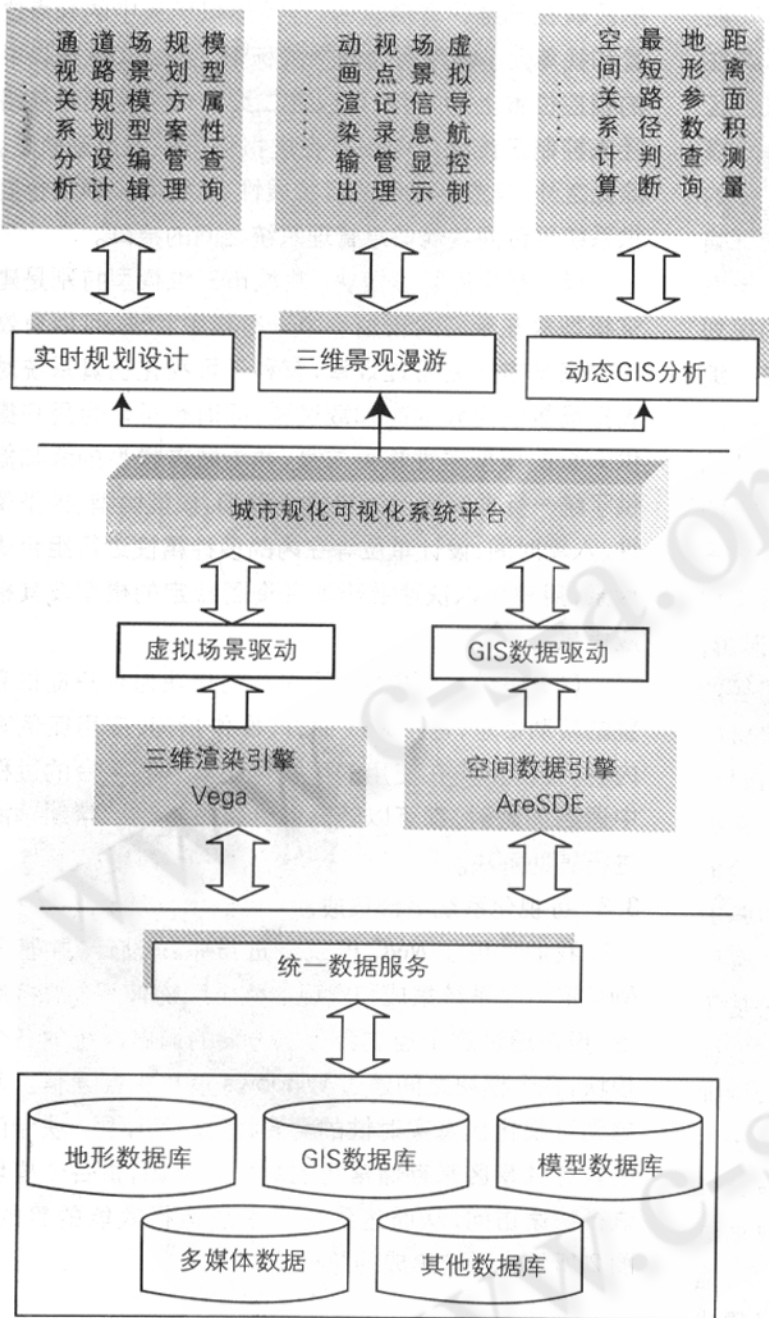 模型属性查询
规划方案管理
场景模型编辑
道路规划设计
通视关系分析
……
虚拟导航控制
场景信息显示
视点记录管理
动画渲染输出
……
距离面积测量
地形参数查询
最短路径判断
空间关系计算
……
实时规划设计
三维景观漫游
动态GIS分析
城市规化可视化系统平台
虚拟场景驱动
GIS数据驱动
三维渲染引擎
Vega
空间数据引擎
AreSDE
统一数据服务
地形数据库
GIS数据库
模型数据库
多媒体数据
其他数据库
www.c-s-a.or